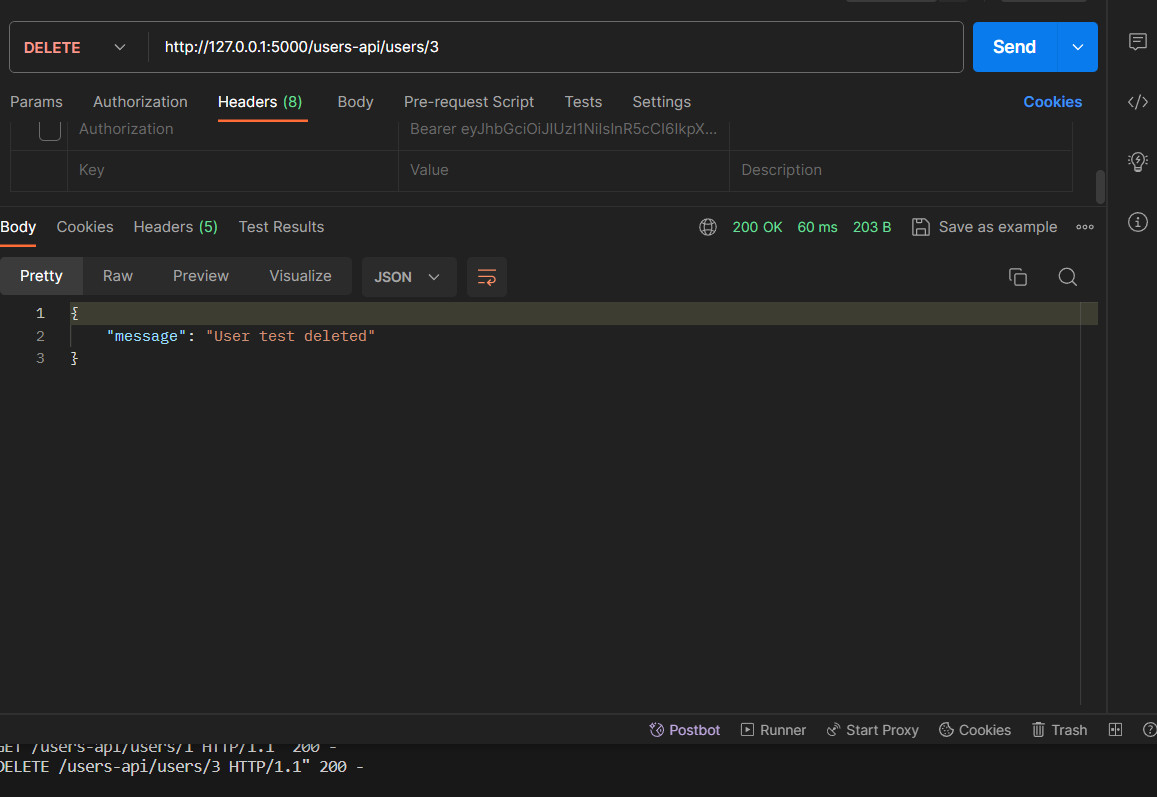 DELETE http://127.0.0.1:5000/users-api/users/3 Send
Params Authorization Headers (8) Body Pre-request Script Tests Settings Cookies
Authorization Bearer eyJhbGciOiJIUzI1NiIsInR5cCI6IkpX...
Key Value Description
Body Cookies Headers (5) Test Results 200 OK 60 ms 203 B Save as example
Pretty Raw Preview Visualize JSON
1 {
2 "message": "User test deleted"
3 }
Postbot Runner Start Proxy Cookies Trash
GET /users-api/users/1 HTTP/1.1" 200 -
DELETE /users-api/users/3 HTTP/1.1" 200 -